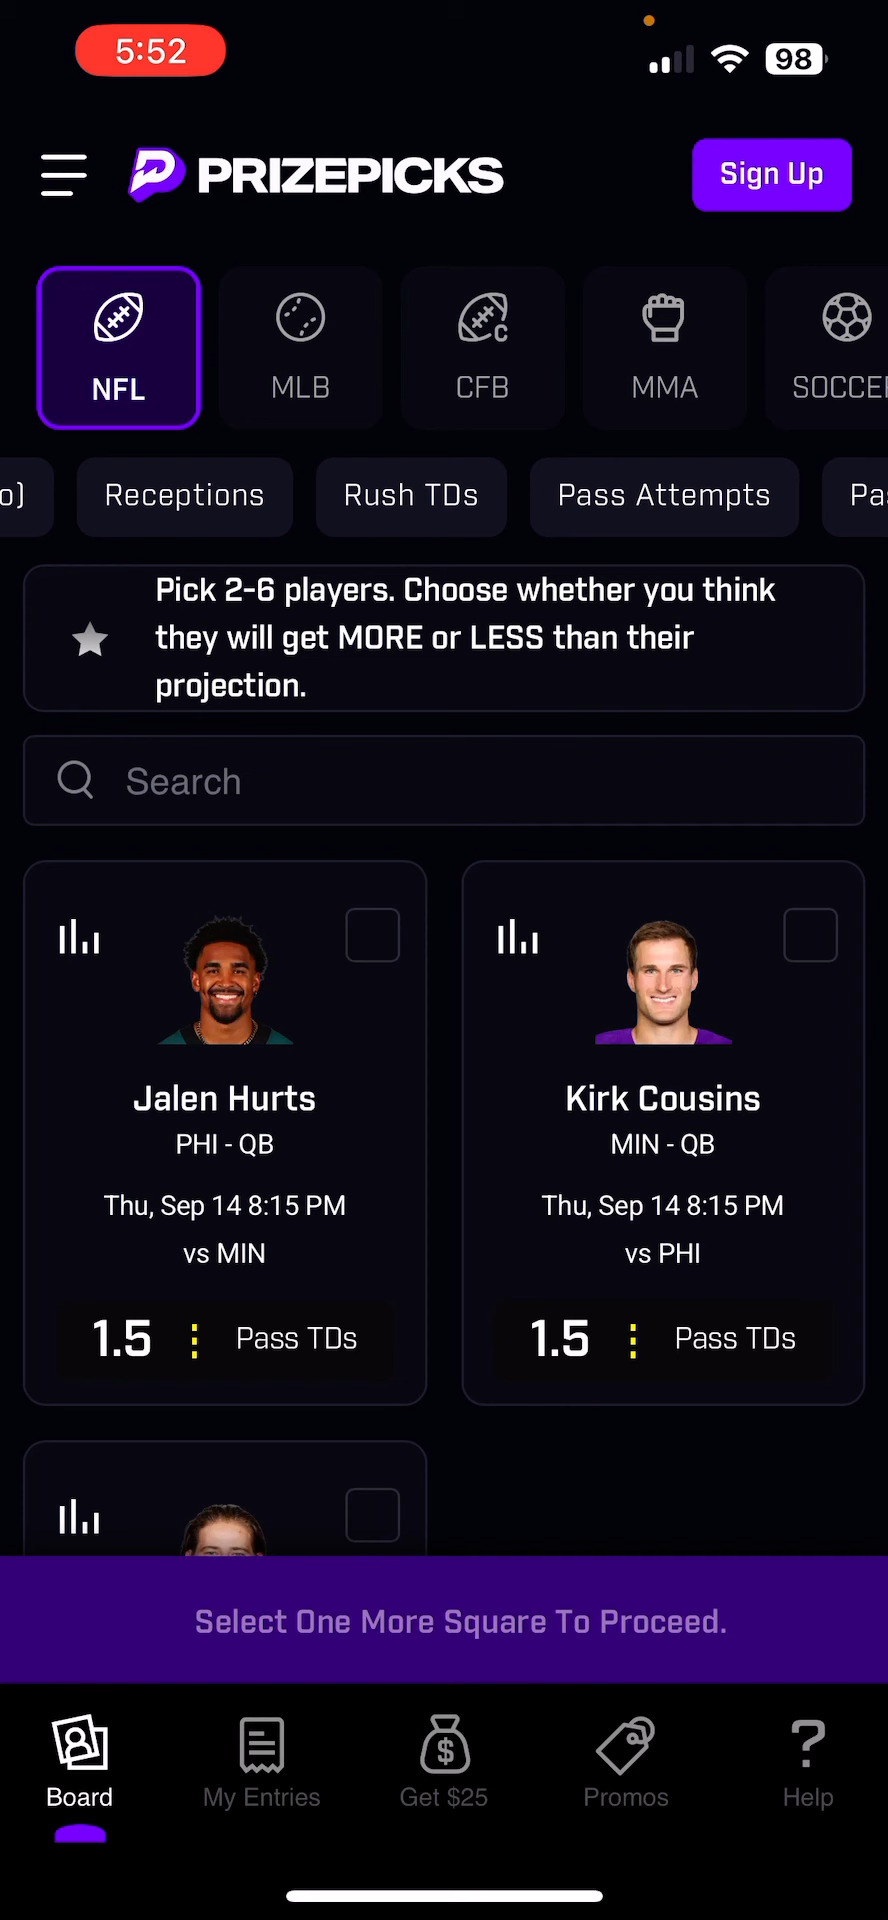 5:52
98
PRIZEPICKS
Sign Up
NFL
MLB
CFB
MMA
SOCCER
o)
Receptions
Rush TDs
Pass Attempts
Pa
Pick 2-6 players. Choose whether you think
they will get MORE or LESS than their
projection.
Search
Jalen Hurts
PHI - QB
Thu, Sep 14 8:15 PM
vs MIN
1.5
Pass TDs
Kirk Cousins
MIN - QB
Thu, Sep 14 8:15 PM
vs PHI
1.5
Pass TDs
Select One More Square To Proceed.
Board
My Entries
Get $25
Promos
Help